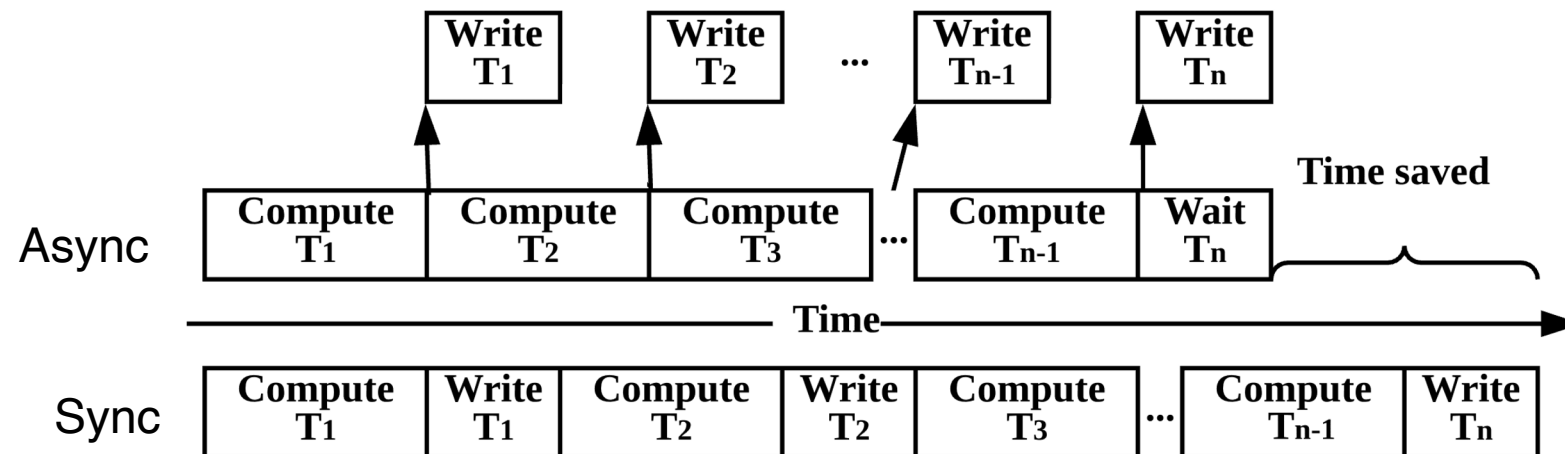 Write Write Write Write
T1 T2 ... Tn-1 Tn
Time saved
Compute Compute Compute Compute Wait
Async T1 T2 T3 ... Tn-1 Tn
Time
Compute Write Compute Write Compute Compute Write
Sync T1 T1 T2 T2 T3 ... Tn-1 Tn